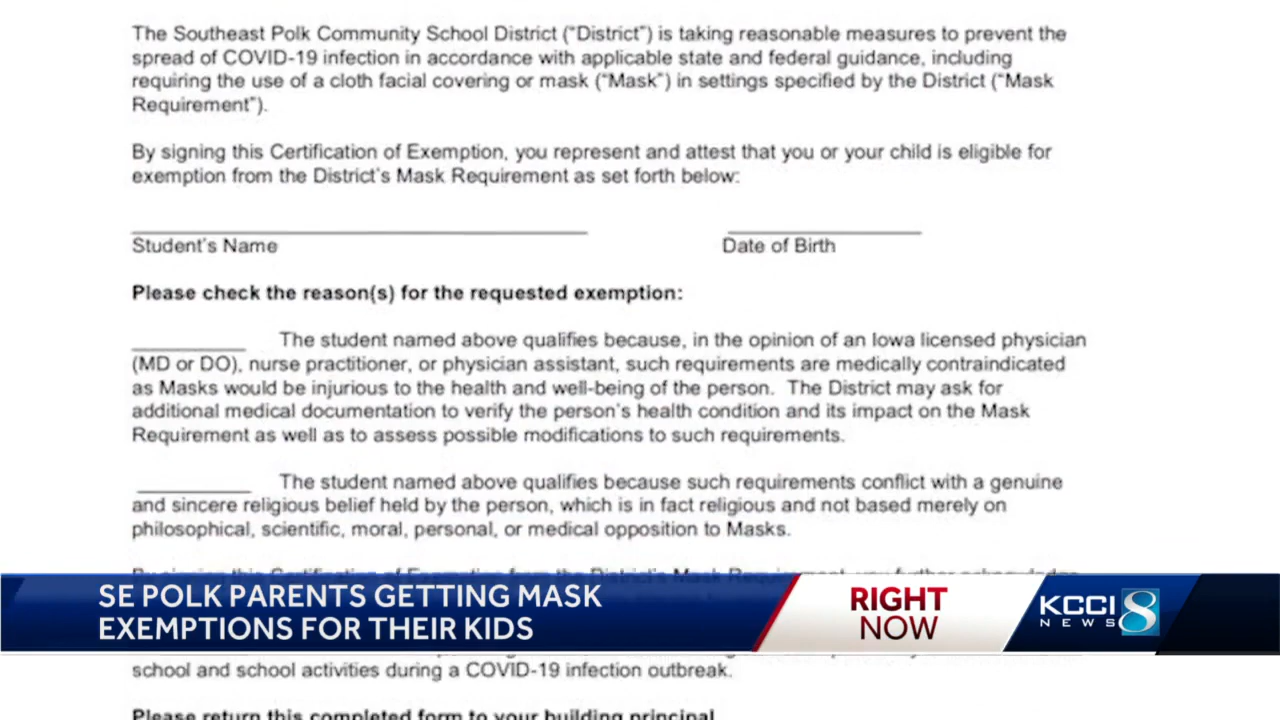 The Southeast Polk Community School District (“District”) is taking reasonable measures to prevent the
spread of COVID-19 infection in accordance with applicable state and federal guidance, including
requiring the use of a cloth facial covering or mask (“Mask”) in settings specified by the District (“Mask
Requirement”).
By signing this Certification of Exemption, you represent and attest that you or your child is eligible for
exemption from the District’s Mask Requirement as set forth below:
Student’s Name
Date of Birth
Please check the reason(s) for the requested exemption:
The student named above qualifies because, in the opinion of an Iowa licensed physician
(MD or DO), nurse practitioner, or physician assistant, such requirements are medically contraindicated
as Masks would be injurious to the health and well-being of the person. The District may ask for
additional medical documentation to verify the person’s health condition and its impact on the Mask
Requirement as well as to assess possible modifications to such requirements.
The student named above qualifies because such requirements conflict with a genuine
and sincere religious belief held by the person, which is in fact religious and not based merely on
philosophical, scientific, moral, personal, or medical opposition to Masks.
SE POLK PARENTS GETTING MASK
EXEMPTIONS FOR THEIR KIDS
RIGHT
NOW
KCCI 8
NEWS
school and school activities during a COVID-19 infection outbreak.
Please return this completed form to your building principal